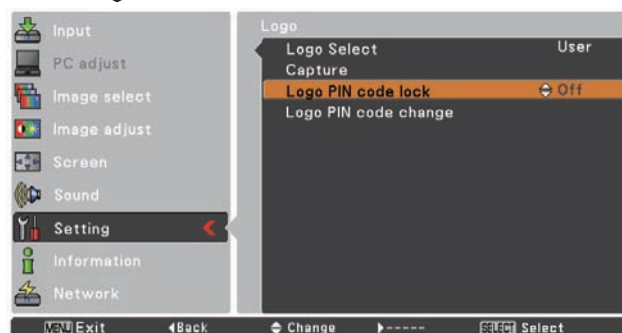 Input
PC adjust
Image select
Image adjust
Screen
Sound
Setting
Information
Network
Logo
Logo Select User
Capture
Logo PIN code lock Off
Logo PIN code change
MENU Exit Back Change ----- SELECT Select